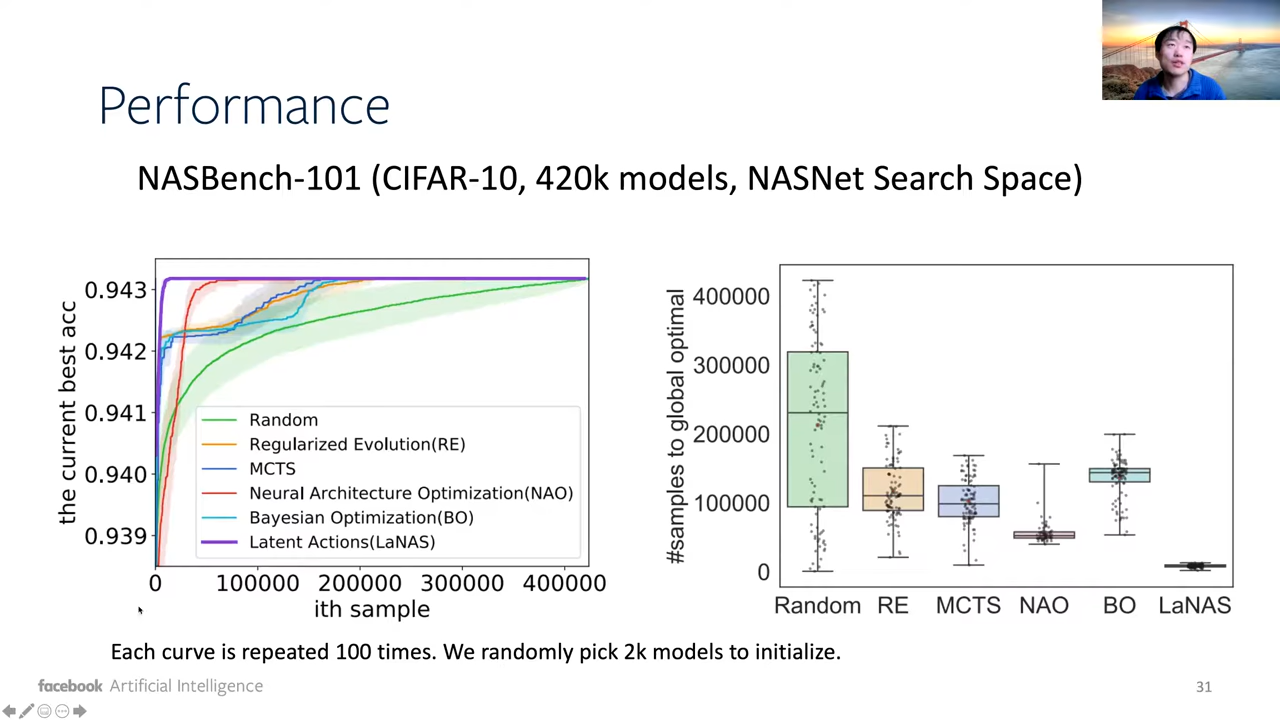 Performance
NASBench-101 (CIFAR-10, 420k models, NASNet Search Space)
the current best acc
0.943
0.942
0.941
0.940
0.939
Random
Regularized Evolution(RE)
MCTS
Neural Architecture Optimization(NAO)
Bayesian Optimization(BO)
Latent Actions(LaNAS)
0 100000 200000 300000 400000
ith sample
#samples to global optimal
400000
300000
200000
100000
0
Random RE MCTS NAO BO LaNAS
Each curve is repeated 100 times. We randomly pick 2k models to initialize.
facebook Artificial Intelligence
31